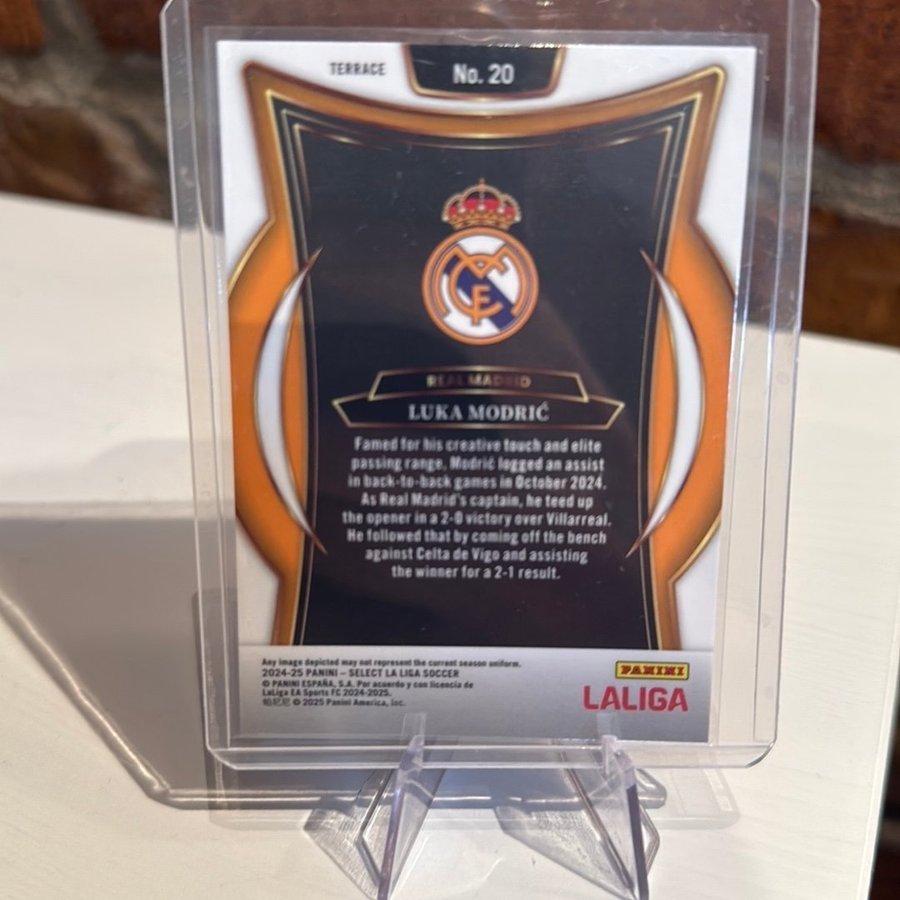 TERRACE
No. 20
REAL MADRID
LUKA MODRIĆ
Famed for his creative touch and elite
passing range, Modrić logged an assist
in back-to-back games in October 2024.
As Real Madrid's captain, he teed up
the opener in a 2-0 victory over Villarreal.
He followed that by coming off the bench
against Celta de Vigo and assisting
the winner for a 2-1 result.
Any image depicted may not represent the current season uniform.
2024-25 PANINI – SELECT LA LIGA SOCCER
© PANINI ESPAÑA, S.A. Por acuerdo y con licencia de
LaLiga EA Sports FC 2024-2025.
帕尼尼 © 2025 Panini America, Inc.
PANINI
LALIGA